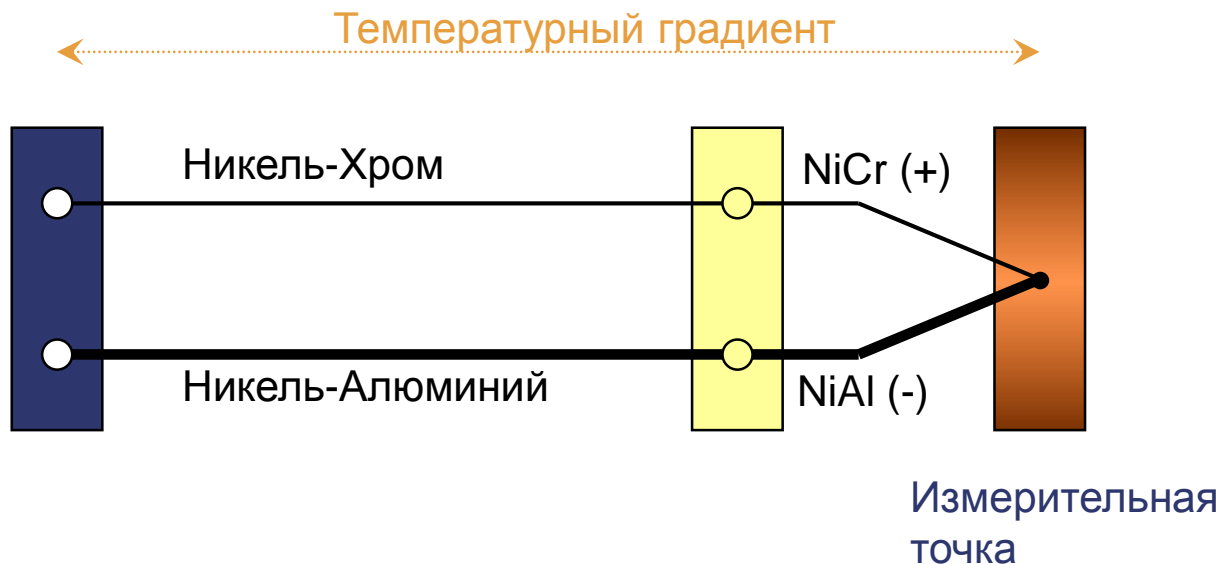 Температурный градиент
Никель-Хром
NiCr (+)
Никель-Алюминий
NiAl (-)
Измерительная
точка